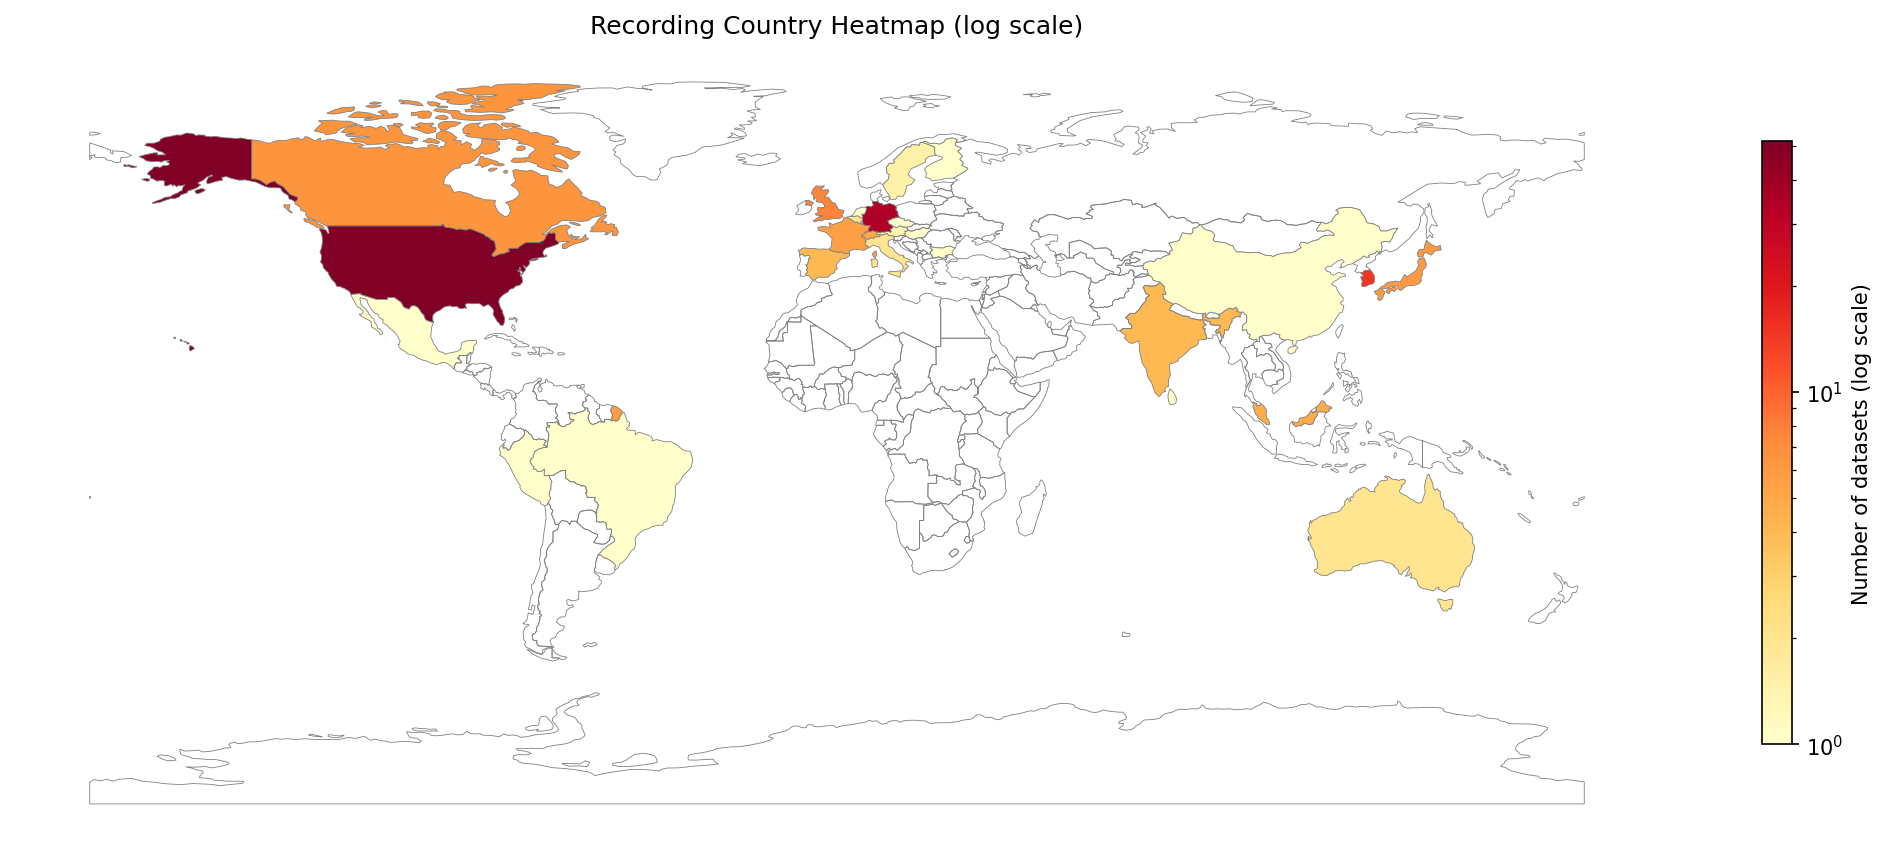 Recording Country Heatmap (log scale)
10¹
10⁰
Number of datasets (log scale)